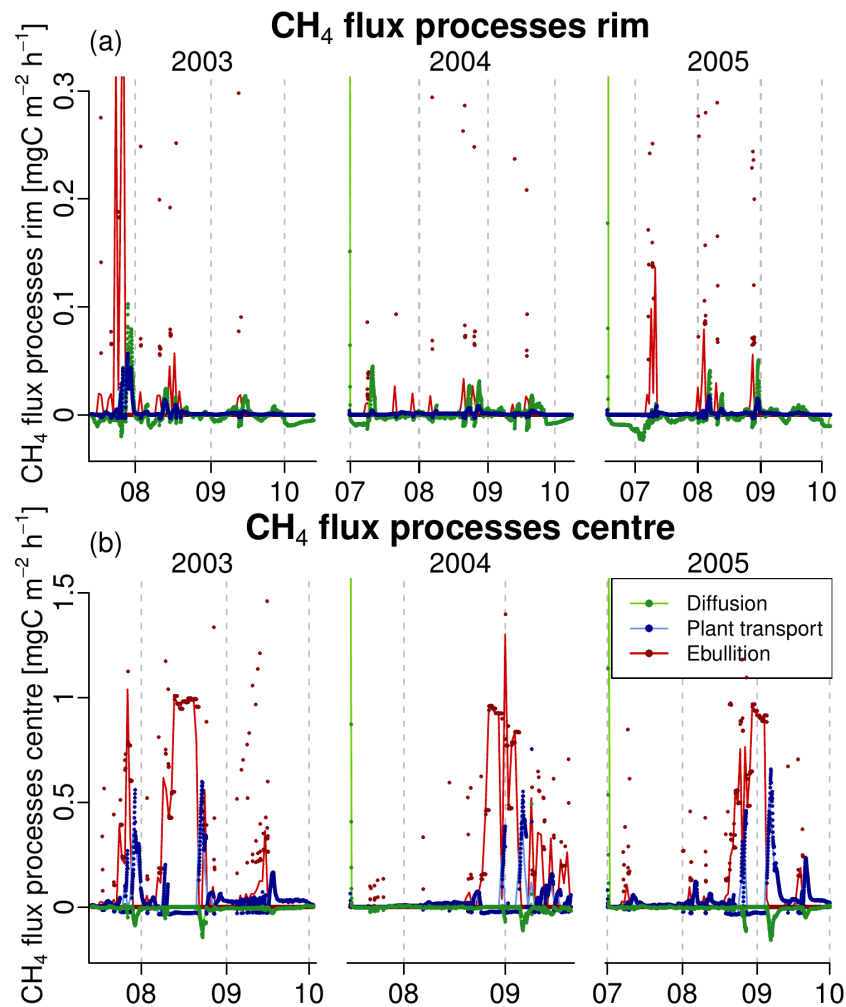 CH4 flux processes rim
(a)
2003 2004 2005
CH4 flux processes rim [mgC m−2 h−1]
0.3
0.2
0.1
0
08 09 10 07 08 09 10 07 08 09 10
CH4 flux processes centre
(b)
2003 2004 2005
CH4 flux processes centre [mgC m−2 h−1]
1.5
1
0.5
0
Diffusion
Plant transport
Ebullition
08 09 10 08 09 07 08 09 10